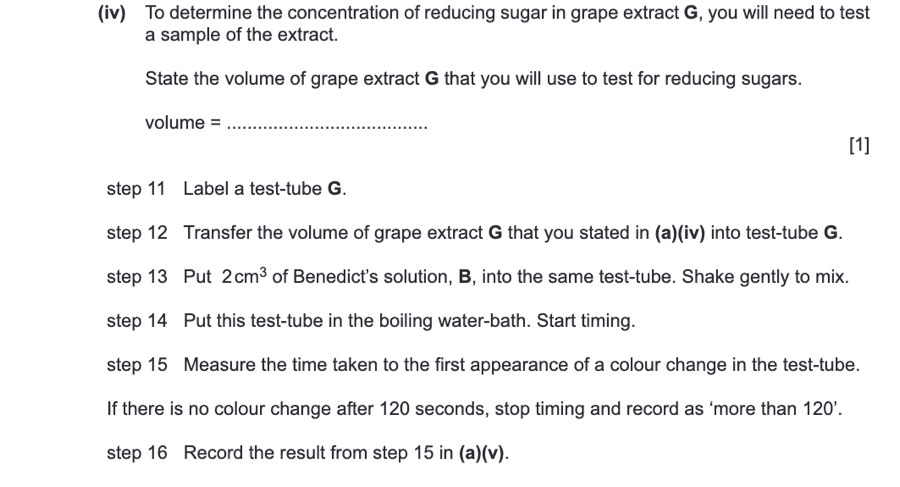 (iv) To determine the concentration of reducing sugar in grape extract G, you will need to test
a sample of the extract.
State the volume of grape extract G that you will use to test for reducing sugars.
volume = .......................................
[1]
step 11 Label a test-tube G.
step 12 Transfer the volume of grape extract G that you stated in (a)(iv) into test-tube G.
step 13 Put 2 cm³ of Benedict's solution, B, into the same test-tube. Shake gently to mix.
step 14 Put this test-tube in the boiling water-bath. Start timing.
step 15 Measure the time taken to the first appearance of a colour change in the test-tube.
If there is no colour change after 120 seconds, stop timing and record as 'more than 120'.
step 16 Record the result from step 15 in (a)(v).